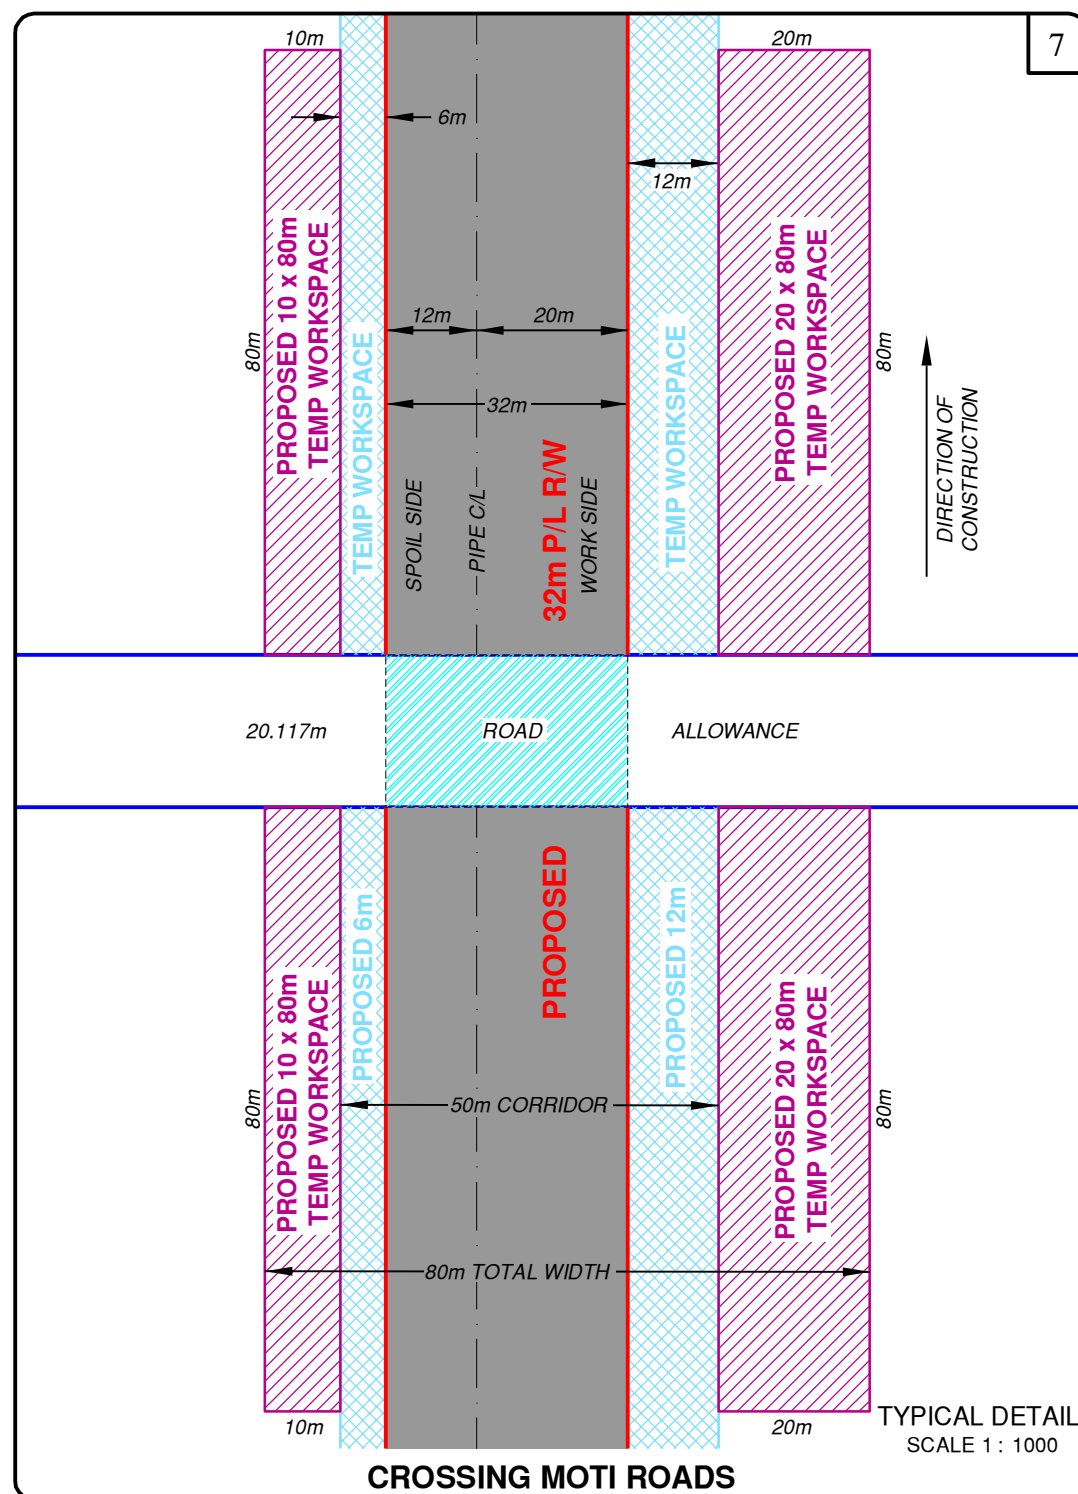 7
10m
20m
6m
12m
12m
20m
32m
80m
PROPOSED 10 x 80m
TEMP WORKSPACE
TEMP WORKSPACE
SPOIL SIDE
PIPE C/L
32m P/L R/W
WORK SIDE
TEMP WORKSPACE
PROPOSED 20 x 80m
TEMP WORKSPACE
80m
DIRECTION OF
CONSTRUCTION
20.117m ROAD ALLOWANCE
80m
PROPOSED 10 x 80m
TEMP WORKSPACE
PROPOSED 6m
PROPOSED
PROPOSED 12m
PROPOSED 20 x 80m
TEMP WORKSPACE
80m
50m CORRIDOR
80m TOTAL WIDTH
10m
20m
TYPICAL DETAIL
SCALE 1 : 1000
CROSSING MOTI ROADS